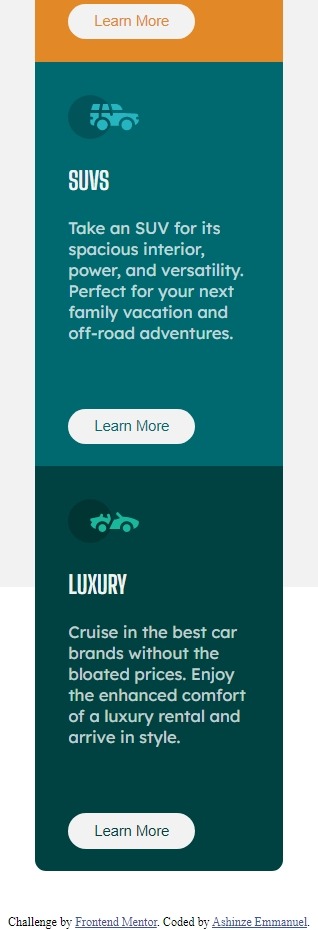 Learn More
SUVS
Take an SUV for its
spacious interior,
power, and versatility.
Perfect for your next
family vacation and
off-road adventures.
Learn More
LUXURY
Cruise in the best car
brands without the
bloated prices. Enjoy
the enhanced comfort
of a luxury rental and
arrive in style.
Learn More
Challenge by Frontend Mentor. Coded by Ashinze Emmanuel.